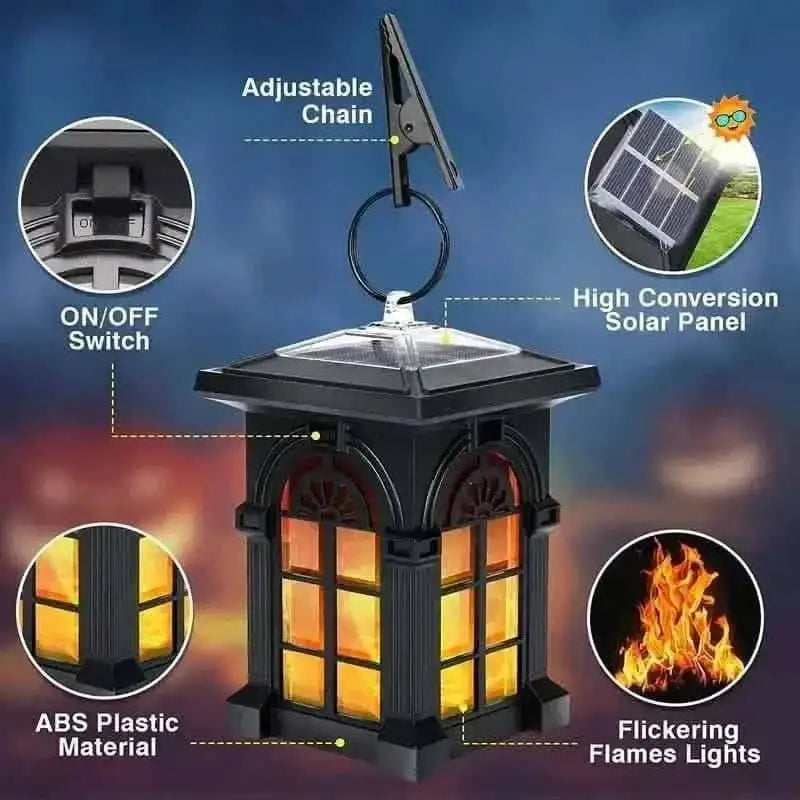 Adjustable
Chain
ON/OFF
Switch
High Conversion
Solar Panel
ABS Plastic
Material
Flickering
Flames Lights